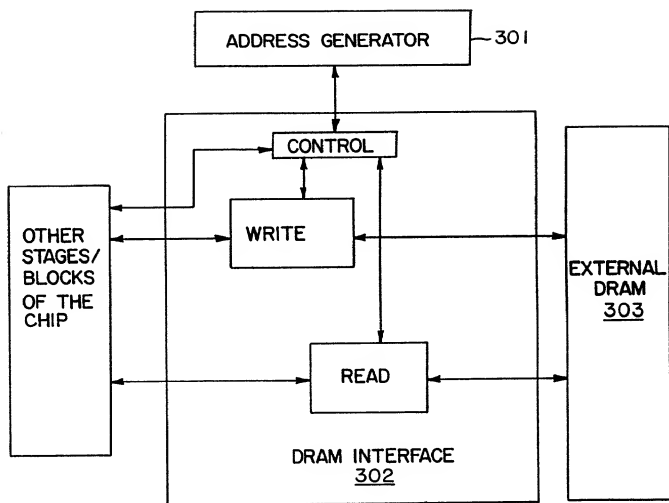 ADDRESS GENERATOR
301
CONTROL
WRITE
OTHER
STAGES/
BLOCKS
OF THE
CHIP
EXTERNAL
DRAM
303
READ
DRAM INTERFACE
302